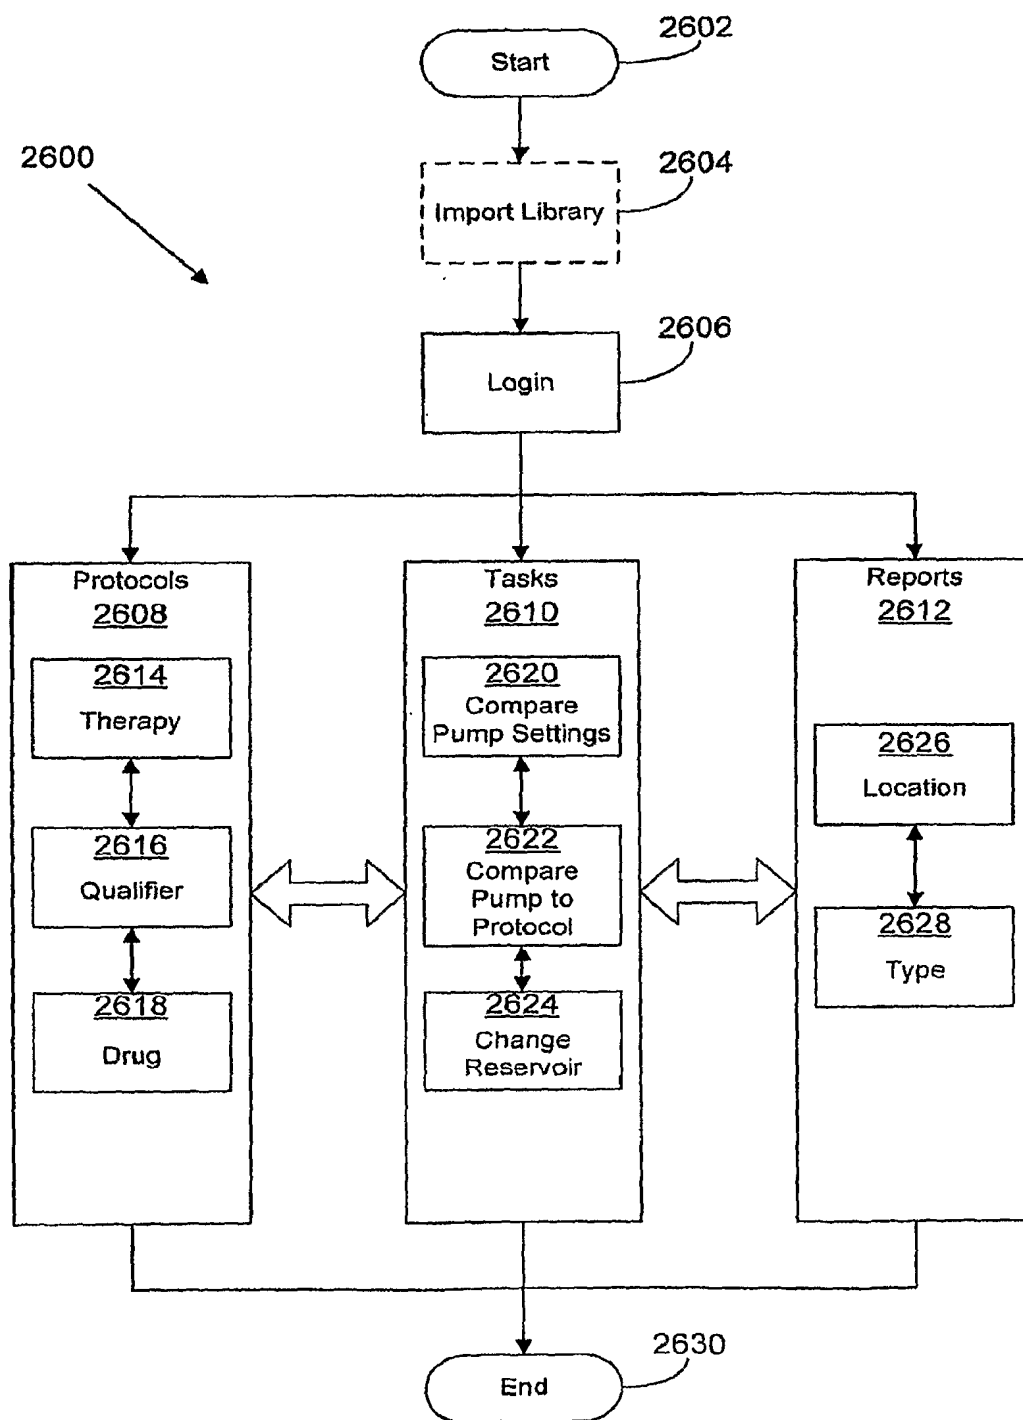 2602
Start
2600
2604
Import Library
2606
Login
Protocols
2608
2614
Therapy
2616
Qualifier
2618
Drug
Tasks
2610
2620
Compare
Pump Settings
2622
Compare
Pump to
Protocol
2624
Change
Reservoir
Reports
2612
2626
Location
2628
Type
2630
End